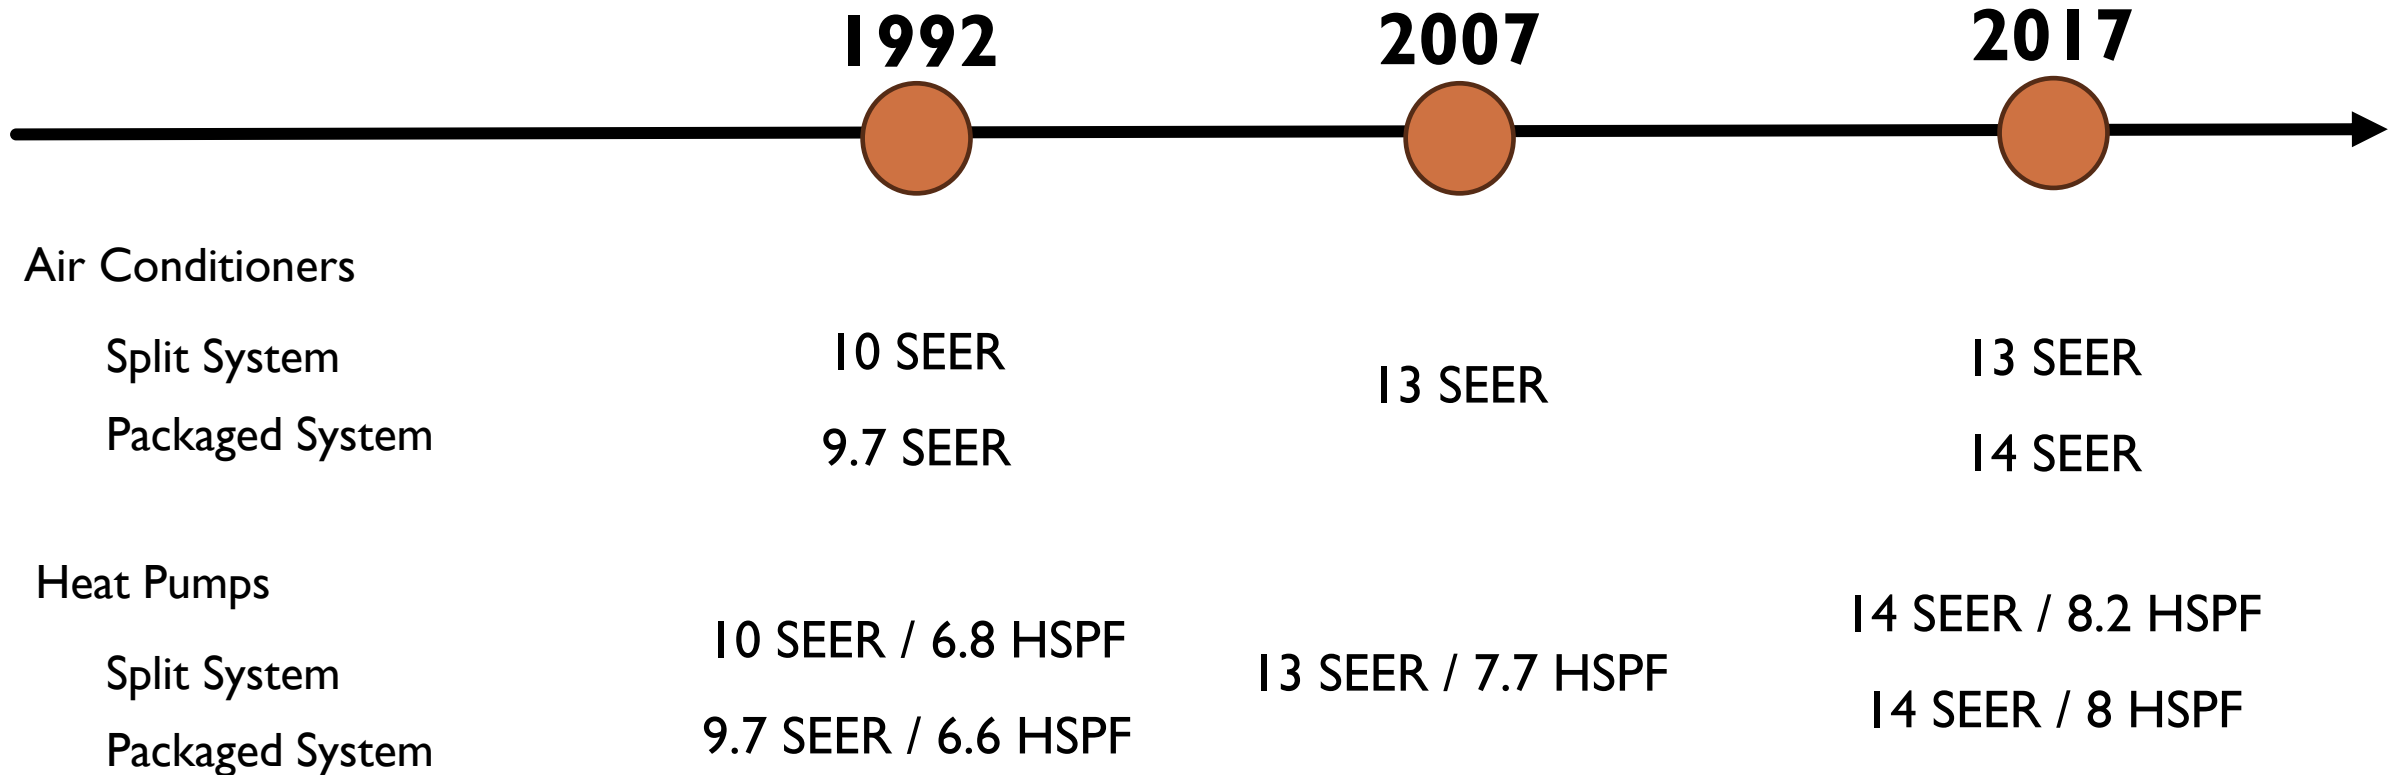 1992 2007 2017
Air Conditioners
Split System 10 SEER 13 SEER
13 SEER
Packaged System 9.7 SEER 14 SEER
Heat Pumps
10 SEER / 6.8 HSPF 14 SEER / 8.2 HSPF
Split System 13 SEER / 7.7 HSPF
9.7 SEER / 6.6 HSPF 14 SEER / 8 HSPF
Packaged System